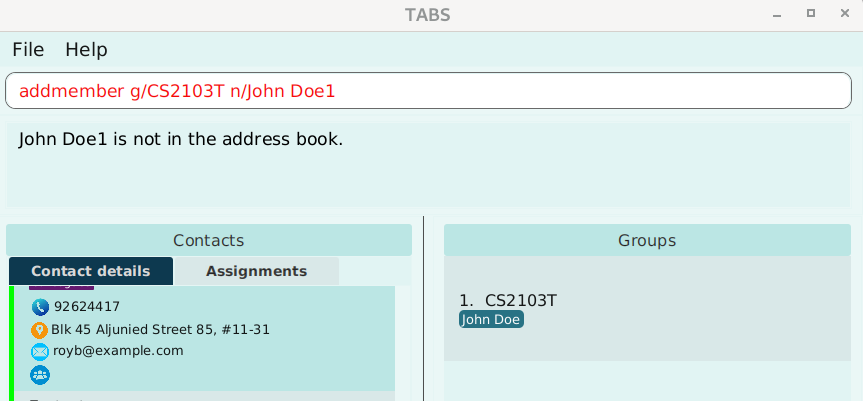 TABS
File Help
addmember g/CS2103T n/John Doe1
John Doe1 is not in the address book.
Contacts
Contact details Assignments
92624417
Blk 45 Aljunied Street 85, #11-31
royb@example.com
Groups
1. CS2103T
John Doe